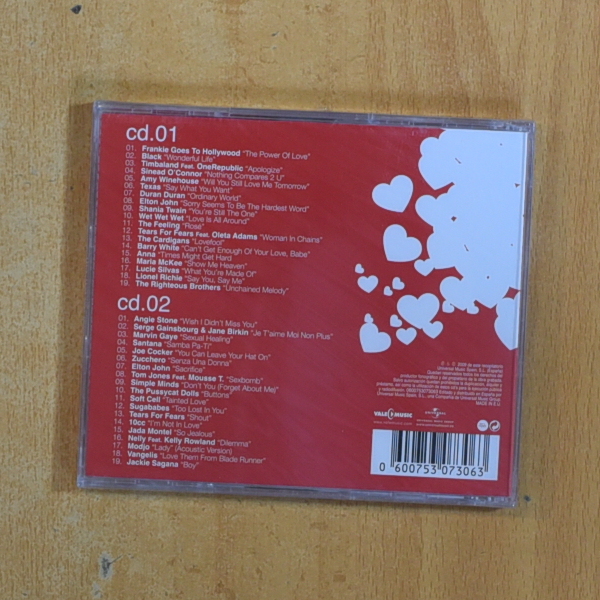 cd.01
01. Frankie Goes To Hollywood "The Power Of Love"
02. Black "Wonderful Life"
03. Timbaland Feat. OneRepublic "Apologize"
04. Sinead O'Connor "Nothing Compares 2 U"
05. Amy Winehouse "Will You Still Love Me Tomorrow"
06. Texas "Say What You Want"
07. Duran Duran "Ordinary World"
08. Elton John "Sorry Seems To Be The Hardest Word"
09. Shania Twain "You're Still The One"
10. Wet Wet Wet "Love Is All Around"
11. The Feeling "Rosé"
12. Tears For Fears Feat. Oleta Adams "Woman In Chains"
13. The Cardigans "Lovefool"
14. Barry White "Can't Get Enough Of Your Love, Babe"
15. Anna "Times Might Get Hard
16. Maria McKee "Show Me Heaven"
17. Lucie Silvas "What You're Made Of"
18. Lionel Richie "Say You, Say Me"
19. The Righteous Brothers "Unchained Melody"
cd.02
01. Angie Stone "Wish I Didn't Miss You"
02. Serge Gainsbourg & Jane Birkin "Je T'aime Moi Non Plus"
03. Marvin Gaye "Sexual Healing"
04. Santana "Samba Pa-Ti"
05. Joe Cocker "You Can Leave Your Hat On"
06. Zucchero "Senza Una Donna"
07. Elton John "Sacrifice"
08. Tom Jones Feat. Mousse T. "Sexbomb"
09. Simple Minds "Don't You (Forget About Me)"
10. The Pussycat Dolls "Buttons"
11. Soft Cell "Tainted Love"
12. Sugababes "Too Lost In You"
13. Tears For Fears "Shout"
14. 10cc "I'm Not In Love"
15. Jada Montel "So Jealous"
16. Nelly Feat. Kelly Rowland "Dilemma"
17. Modjo "Lady" (Acoustic Version)
18. Vangelis "Love Them From Blade Runner"
19. Jackie Sagana "Boy"
VALE MUSIC
UNIVERSAL
MADE IN E.U.
0 600753 073063